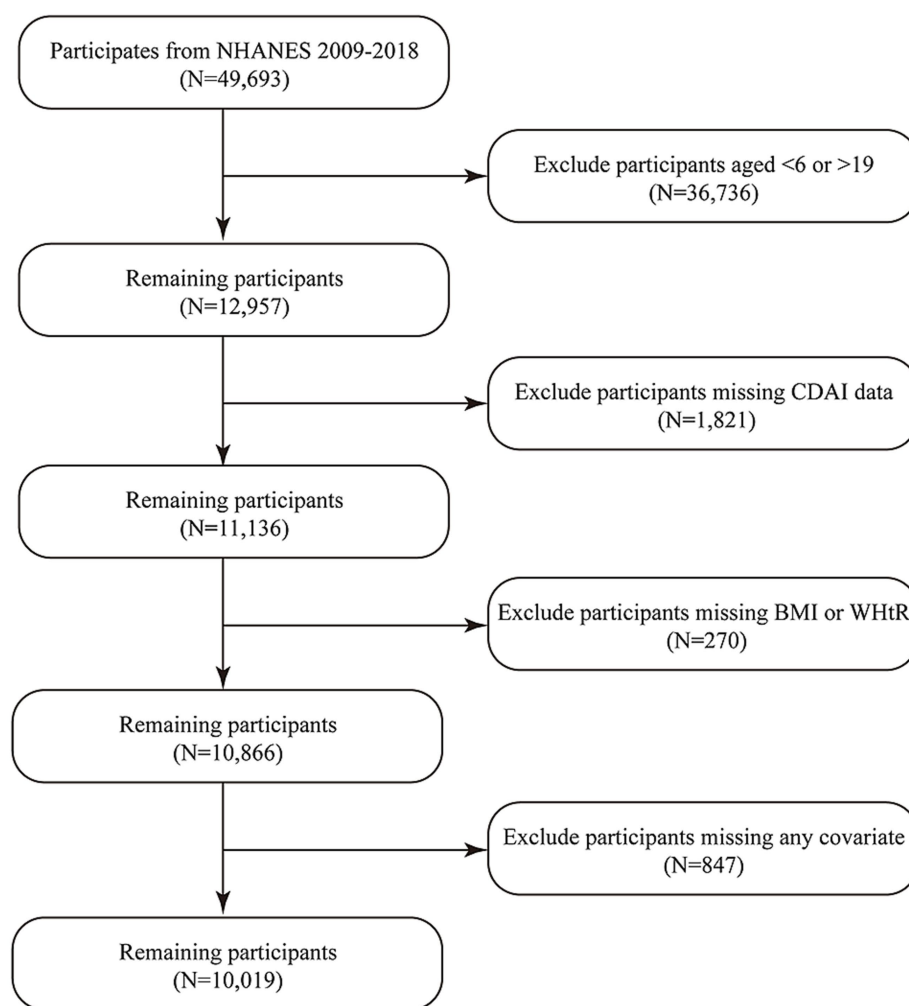 Participates from NHANES 2009-2018
(N=49,693)
Exclude participants aged <6 or >19
(N=36,736)
Remaining participants
(N=12,957)
Exclude participants missing CDAI data
(N=1,821)
Remaining participants
(N=11,136)
Exclude participants missing BMI or WHtR
(N=270)
Remaining participants
(N=10,866)
Exclude participants missing any covariate
(N=847)
Remaining participants
(N=10,019)